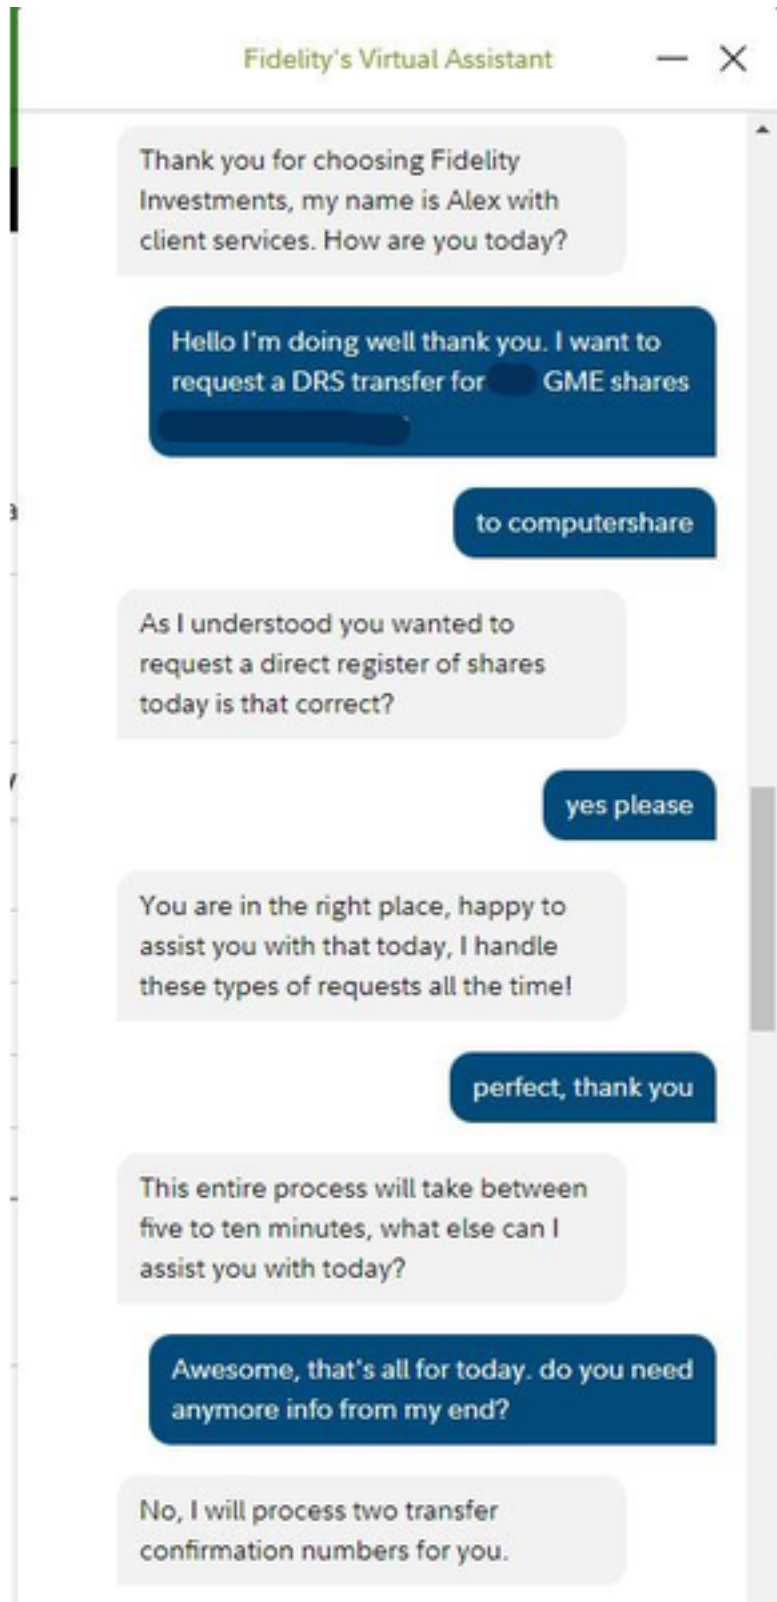 Fidelity's Virtual Assistant
Thank you for choosing Fidelity
Investments, my name is Alex with
client services. How are you today?
Hello I'm doing well thank you. I want to
request a DRS transfer for GME shares
to computershare
As I understood you wanted to
request a direct register of shares
today is that correct?
yes please
You are in the right place, happy to
assist you with that today, I handle
these types of requests all the time!
perfect, thank you
This entire process will take between
five to ten minutes, what else can I
assist you with today?
Awesome, that's all for today. do you need
anymore info from my end?
No, I will process two transfer
confirmation numbers for you.